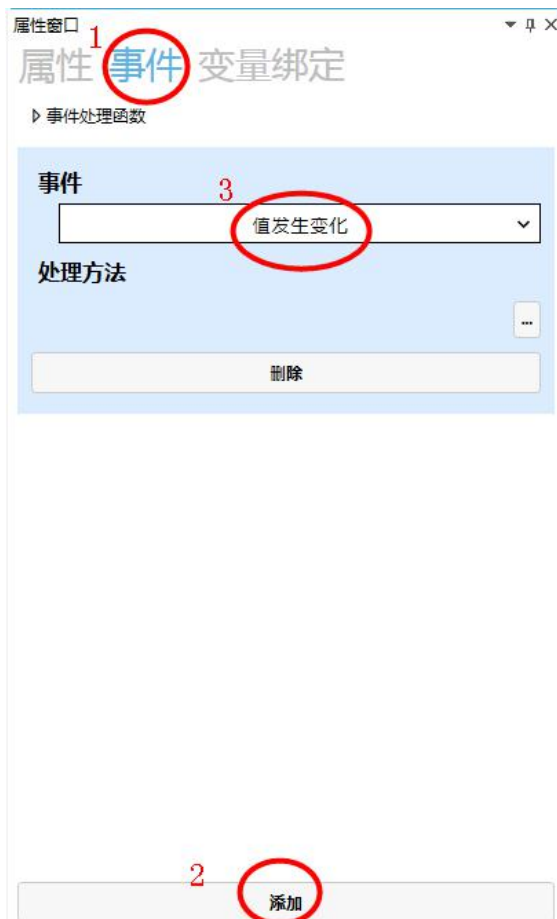 属性窗口
1
属性 事件 变量绑定
事件处理函数
事件
3
值发生变化
处理方法
...
删除
2
添加